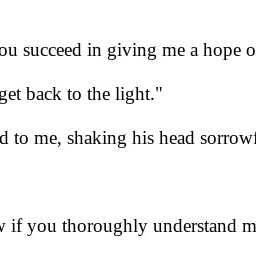 ou succeed in giving me a hope o
get back to the light."
d to me, shaking his head sorrow
if you thoroughly understand m